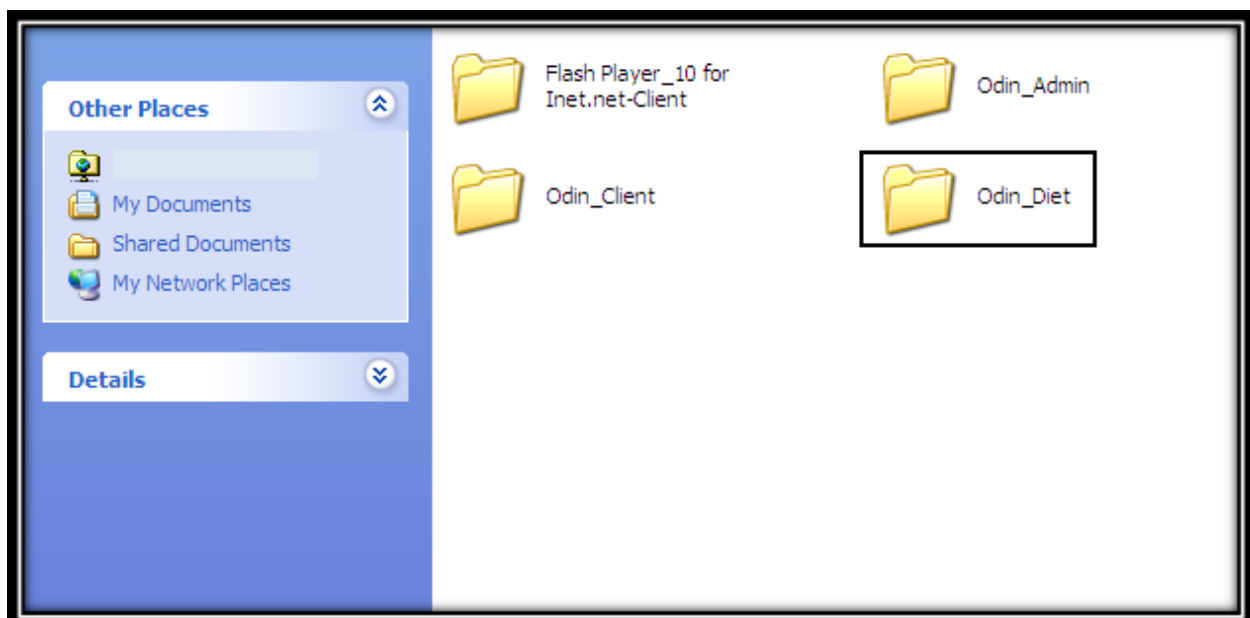 Other Places
My Documents
Shared Documents
My Network Places
Details
Flash Player_10 for
Inet.net-Client
Odin_Admin
Odin_Client
Odin_Diet